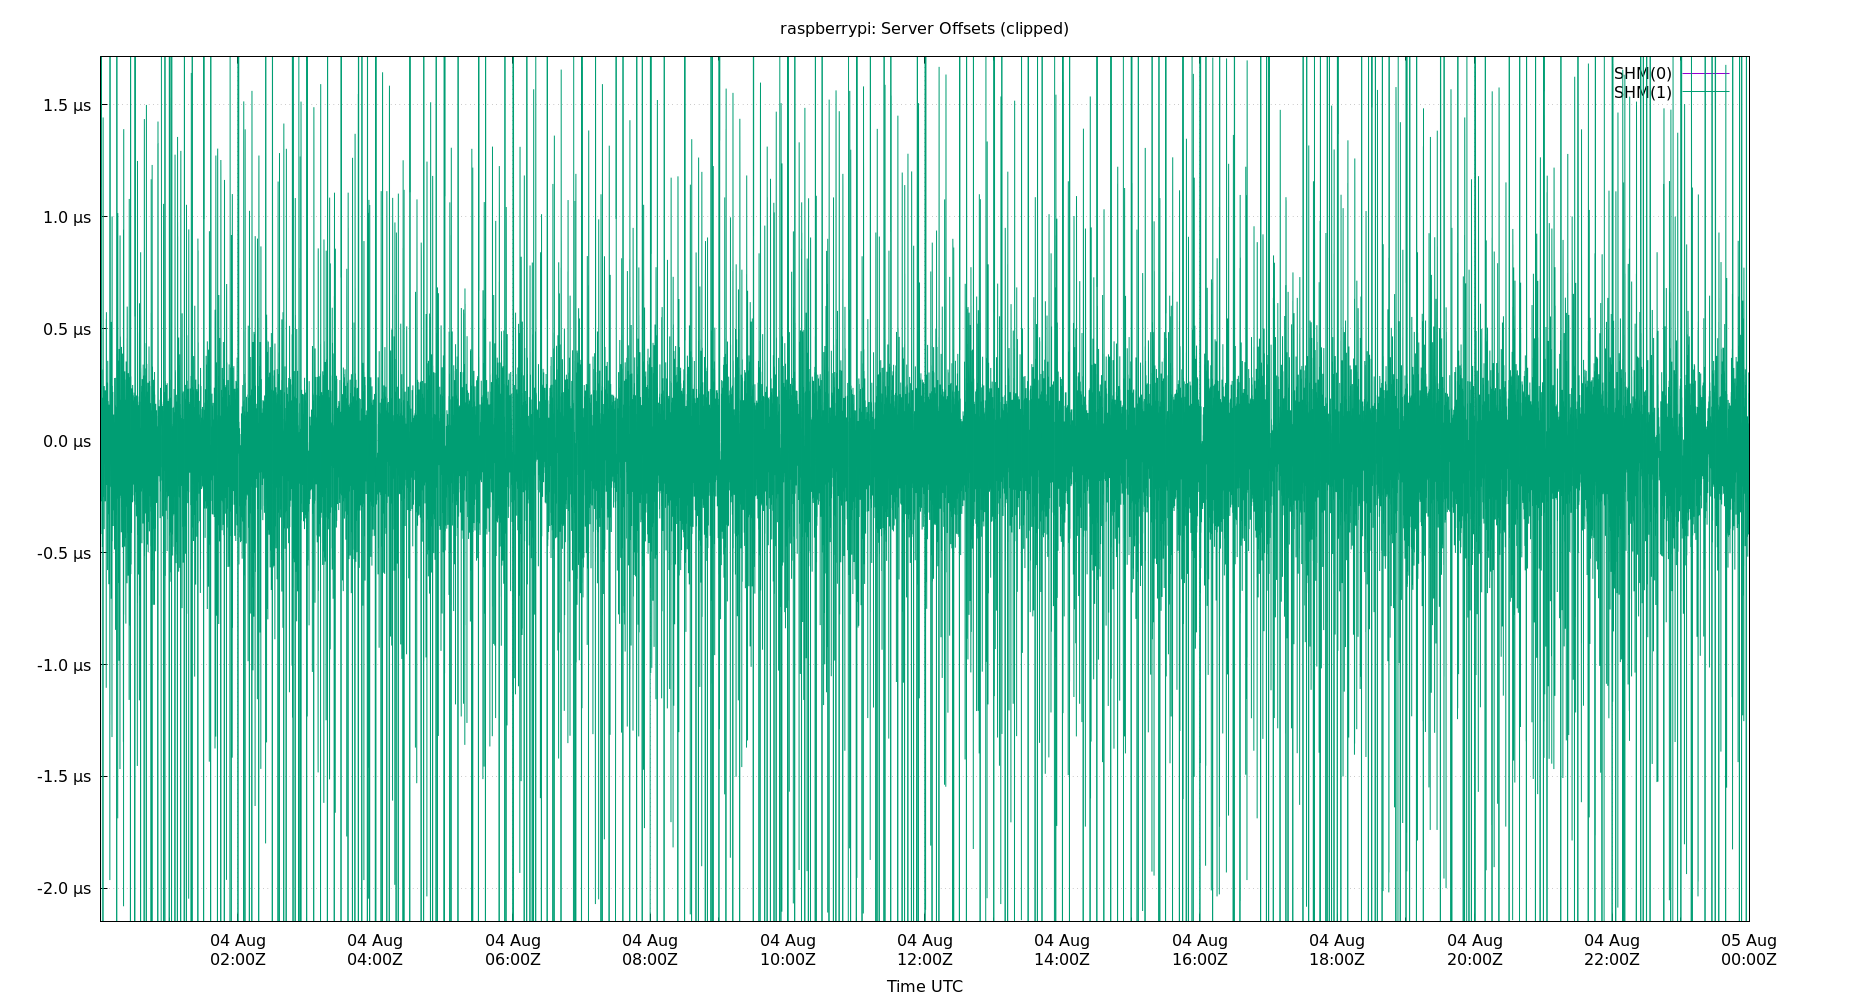 raspberrypi: Server Offsets (clipped)
SHM(0)
SHM(1)
1.5 µs
1.0 µs
0.5 µs
0.0 µs
-0.5 µs
-1.0 µs
-1.5 µs
-2.0 µs
04 Aug 04 Aug 04 Aug 04 Aug 04 Aug 04 Aug 04 Aug 04 Aug 04 Aug 04 Aug 04 Aug 05 Aug
02:00Z 04:00Z 06:00Z 08:00Z 10:00Z 12:00Z 14:00Z 16:00Z 18:00Z 20:00Z 22:00Z 00:00Z
Time UTC